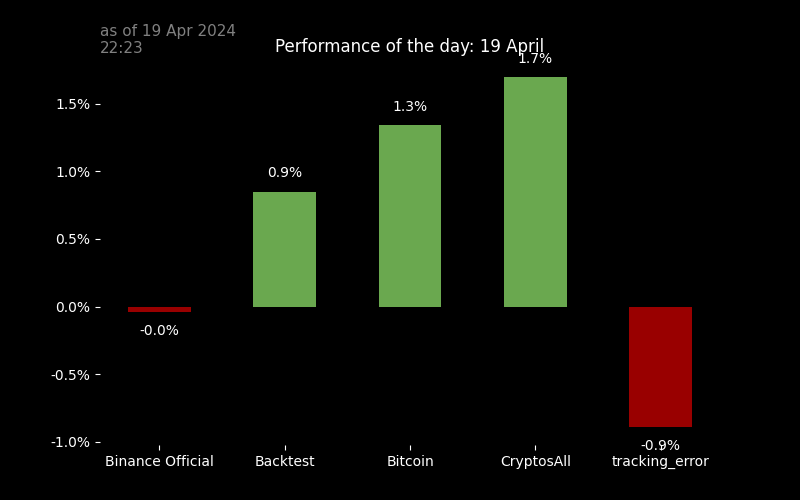 as of 19 Apr 2024
22:23
Performance of the day: 19 April
1.7%
1.5%
1.3%
1.0%
0.9%
0.5%
0.0%
-0.0%
-0.5%
-1.0%
-0.9%
Binance Official
Backtest
Bitcoin
CryptosAll
tracking_error